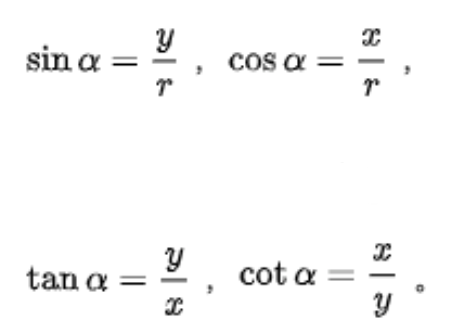 sin α = y/r , cos α = x/r ,
tan α = y/x , cot α = x/y 。